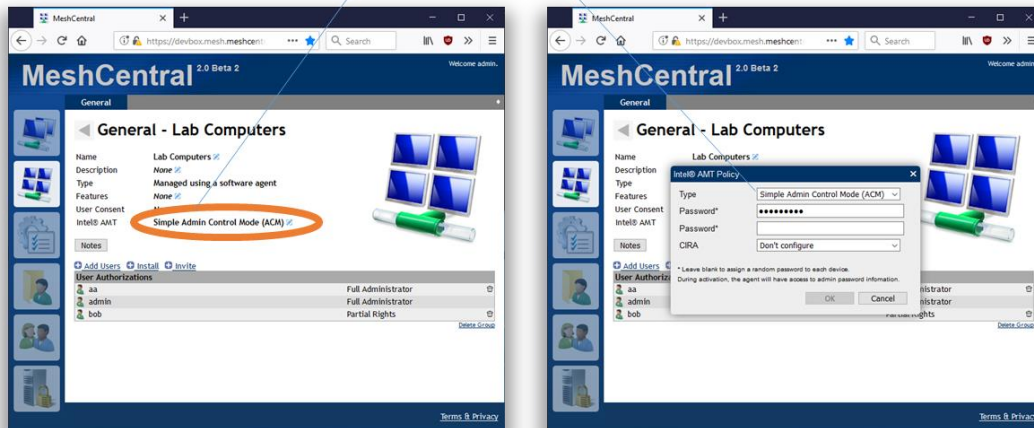 MeshCentral
https://devbox.mesh.meshcent
Search
MeshCentral 2.0 Beta 2
Welcome admin.
General
General - Lab Computers
Name Lab Computers
Description None
Type Managed using a software agent
Features None
User Consent
Intel® AMT Simple Admin Control Mode (ACM)
Notes
Add Users Install Invite
User Authorizations
aa Full Administrator
admin Full Administrator
bob Partial Rights
Delete Group
Terms & Privacy
MeshCentral
https://devbox.mesh.meshcent
Search
MeshCentral 2.0 Beta 2
Welcome admin.
General
General - Lab Computers
Name Lab Computers
Description
Type
Features
User Consent
Intel® AMT
Notes
Intel® AMT Policy
Type Simple Admin Control Mode (ACM)
Password* •••••••••
Password*
CIRA Don't configure
* Leave blank to assign a random password to each device.
During activation, the agent will have access to admin password infomation.
OK Cancel
Add Users
aa
admin
bob
Delete Group
Terms & Privacy